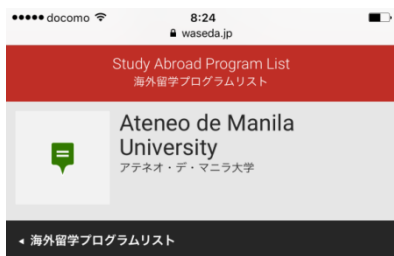 docomo 8:24
waseda.jp
Study Abroad Program List
海外留学プログラムリスト
Ateneo de Manila
University
アテネオ・デ・マニラ大学
海外留学プログラムリスト